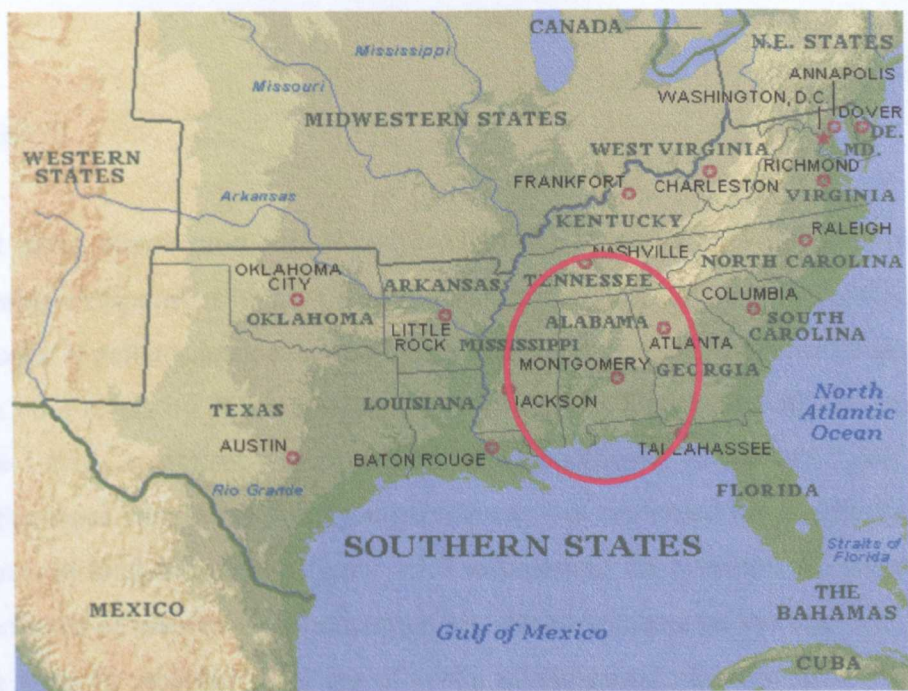 CANADA
N.E. STATES
Mississippi
ANNAPOLIS
Missouri
WASHINGTON, D.C
DOVER
MIDWESTERN STATES
DE.
MD.
WESTERN
STATES
WEST VIRGINIA
RICHMOND
FRANKFORT
CHARLESTON
VIRGINIA
Arkansas
KENTUCKY
RALEIGH
NASHVILLE
NORTH CAROLINA
OKLAHOMA
CITY
TENNESSEE
ARKANSAS
COLUMBIA
OKLAHOMA
ALABAMA
SOUTH
CAROLINA
LITTLE
ROCK
MISSISSIPPI
ATLANTA
MONTGOMERY
GEORGIA
North
Atlantic
Ocean
TEXAS
LOUISIANA
JACKSON
AUSTIN
BATON ROUGE
TALLAHASSEE
Rio Grande
FLORIDA
SOUTHERN STATES
Straits of
Florida
MEXICO
THE
BAHAMAS
Gulf of Mexico
CUBA